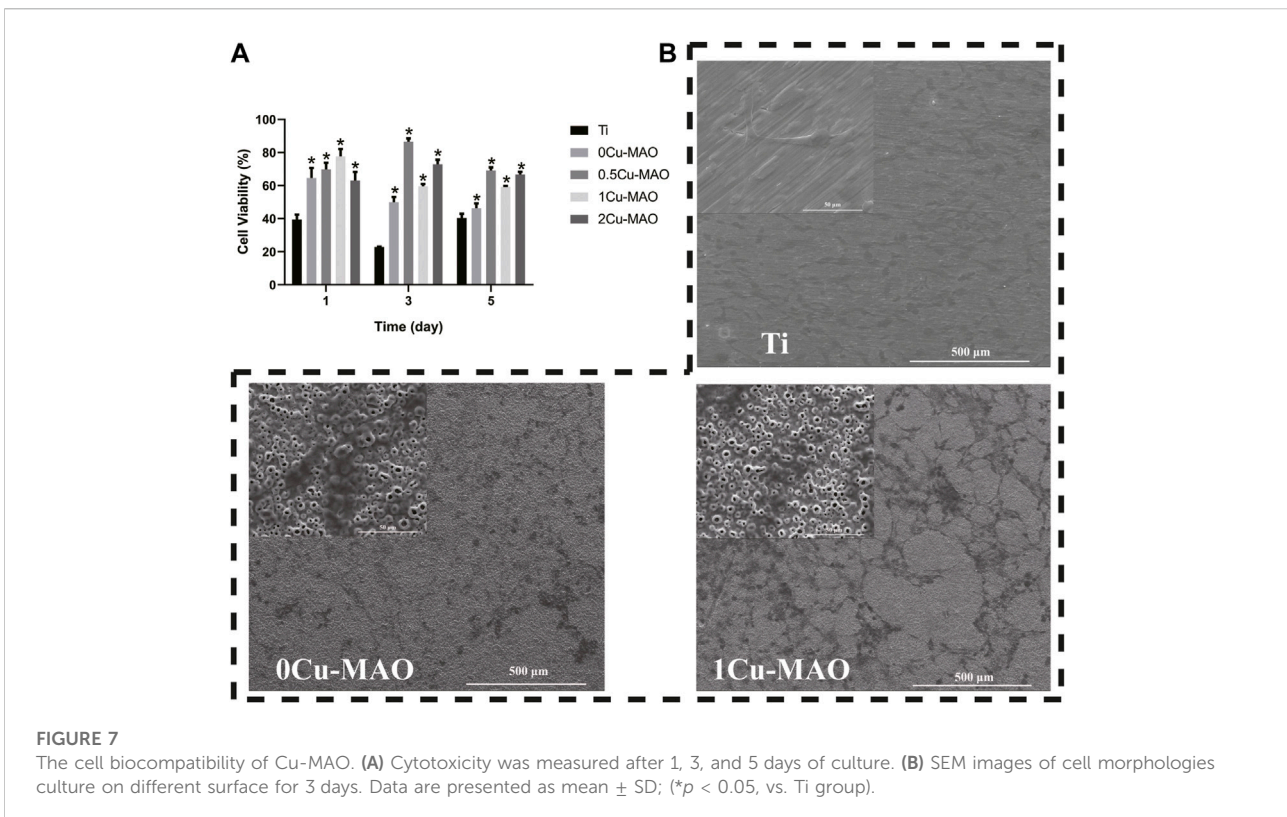 A
B
100
80
60
40
20
0
Cell Viability (%)
* * * *
* * * *
* * * *
1 3 5
Time (day)
Ti
0Cu-MAO
0.5Cu-MAO
1Cu-MAO
2Cu-MAO
50 µm
Ti
500 µm
50 µm
0Cu-MAO
500 µm
1Cu-MAO
500 µm
FIGURE 7
The cell biocompatibility of Cu-MAO. (A) Cytotoxicity was measured after 1, 3, and 5 days of culture. (B) SEM images of cell morphologies
culture on different surface for 3 days. Data are presented as mean ± SD; (*p < 0.05, vs. Ti group).